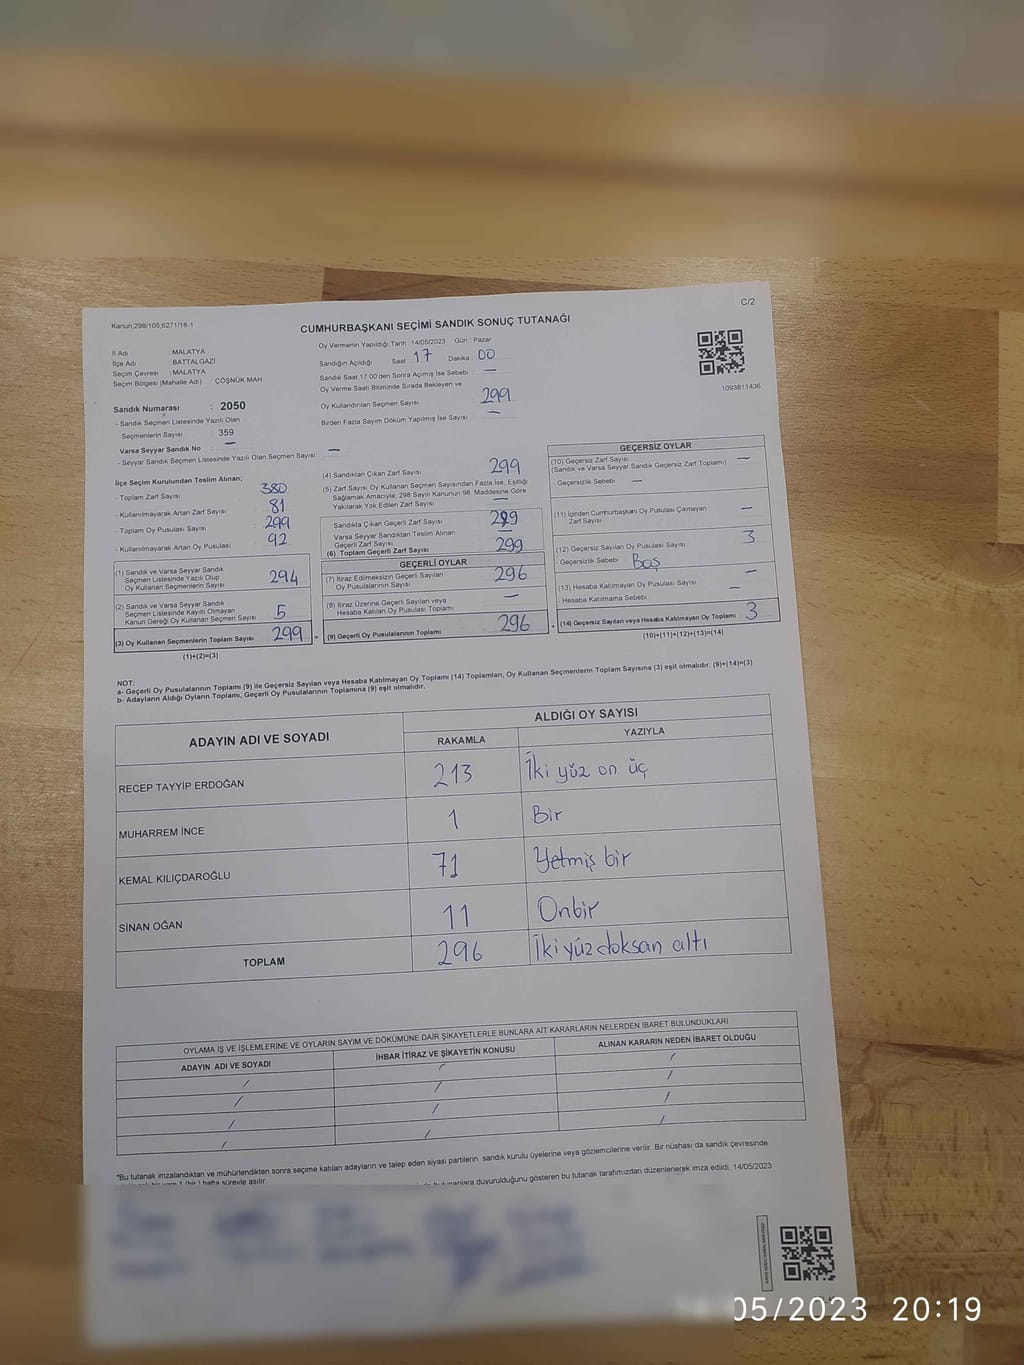 C/2
Kanun;298/105,6271/18-1
CUMHURBAŞKANI SEÇİMİ SANDIK SONUÇ TUTANAĞI
İl Adı : MALATYA
İlçe Adı : BATTALGAZİ
Seçim Çevresi : MALATYA
Seçim Bölgesi (Mahalle Adı) : ÇÖŞNÜK MAH.
Sandık Numarası : 2050
- Sandık Seçmen Listesinde Yazılı Olan
Seçmenlerin Sayısı : 359
Varsa Seyyar Sandık No : —
- Seyyar Sandık Seçmen Listesinde Yazılı Olan Seçmen Sayısı: —
Oy Vermenin Yapıldığı Tarih :14/05/2023 Gün : Pazar
Sandığın Açıldığı Saat 17 Dakika 00
Sandık Saat 17:00'den Sonra Açımış İse Sebebi : —
Oy Verme Saati Bitiminde Sırada Bekleyen ve
Oy Kullandırılan Seçmen Sayısı 299
Birden Fazla Sayım Döküm Yapılmış İse Sayısı —
1093811436
İlçe Seçim Kurulundan Teslim Alınan;
- Toplam Zarf Sayısı 380
- Kullanılmayarak Artan Zarf Sayısı 81
- Toplam Oy Pusulası Sayısı 299
- Kullanılmayarak Artan Oy Pusulası 92
(1) Sandık ve Varsa Seyyar Sandık
Seçmen Listesinde Yazılı Olup
Oy Kullanan Seçmenlerin Sayısı 294
(2) Sandık ve Varsa Seyyar Sandık
Seçmen Listesinde Kayıtlı Olmayan
Kanun Gereği Oy Kullanan Seçmen Sayısı 5
(3) Oy Kullanan Seçmenlerin Toplam Sayısı 299 =
(1)+(2)=(3)
(4) Sandıktan Çıkan Zarf Sayısı 299
(5) Zarf Sayısı Oy Kullanan Seçmen Sayısından Fazla İse, Eşitliği
Sağlamak Amacıyla; 298 Sayılı Kanunun 98. Maddesine Göre
Yakılarak Yok Edilen Zarf Sayısı —
Sandıkta Çıkan Geçerli Zarf Sayısı 299
Varsa Seyyar Sandıktan Teslim Alınan
Geçerli Zarf Sayısı —
(6) Toplam Geçerli Zarf Sayısı 299
GEÇERLİ OYLAR
(7) İtiraz Edilmeksizin Geçerli Sayılan
Oy Pusulalarının Sayısı 296
(8) İtiraz Üzerine Geçerli Sayılan veya
Hesaba Katılan Oy Pusulası Toplamı —
(9) Geçerli Oy Pusulalarının Toplamı 296
GEÇERSİZ OYLAR
(10) Geçersiz Zarf Sayısı
(Sandık ve Varsa Seyyar Sandık Geçersiz Zarf Toplamı) —
- Geçersizlik Sebebi —
(11) İçinden Cumhurbaşkanı Oy Pusulası Çıkmayan
Zarf Sayısı —
(12) Geçersiz Sayılan Oy Pusulası Sayısı 3
Geçersizlik Sebebi Boş
(13) Hesaba Katılmayan Oy Pusulası Sayısı —
- Hesaba Katılmama Sebebi —
(14) Geçersiz Sayılan veya Hesaba Katılmayan Oy Toplamı 3
(10)+(11)+(12)+(13)=(14)
NOT:
a- Geçerli Oy Pusulalarının Toplamı (9) ile Geçersiz Sayılan veya Hesaba Katılmayan Oy Toplamı (14) Toplamları, Oy Kullanan Seçmenlerin Toplam Sayısına (3) eşit olmalıdır. (9)+(14)=(3)
b- Adayların Aldığı Oyların Toplamı, Geçerli Oy Pusulalarının Toplamına (9) eşit olmalıdır.
ADAYIN ADI VE SOYADI
ALDIĞI OY SAYISI
RAKAMLA YAZIYLA
RECEP TAYYİP ERDOĞAN 213 İki yüz on üç
MUHARREM İNCE 1 Bir
KEMAL KILIÇDAROĞLU 71 Yetmiş bir
SİNAN OĞAN 11 Onbir
TOPLAM 296 İki yüz doksan altı
OYLAMA İŞ VE İŞLEMLERİNE VE OYLARIN SAYIM VE DÖKÜMÜNE DAİR ŞİKAYETLERLE BUNLARA AİT KARARLARIN NELERDEN İBARET BULUNDUKLARI
ADAYIN ADI VE SOYADI İHBAR İTİRAZ VE ŞİKAYETİN KONUSU ALINAN KARARIN NEDEN İBARET OLDUĞU
/ / /
/ / /
/ / /
/ / /
*Bu tutanak imzalandıktan ve mühürlendikten sonra seçime katılan adayların ve talep eden siyasi partilerin sandık kurulu üyelerine veya gözlemcilerine verilir. Bir nüshası da sandık çevresinde
1 (bir ) hafta süreyle asılır.
duyurulduğunu gösteren bu tutanak tarafımızdan düzenlenerek imza edildi. 14/05/2023
05/2023 20:19